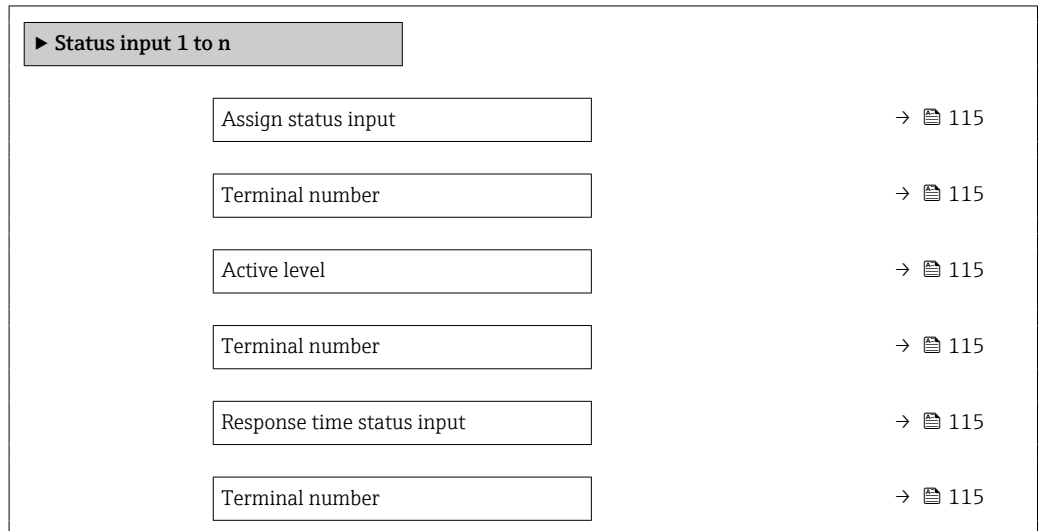 ▶ Status input 1 to n
Assign status input → 115
Terminal number → 115
Active level → 115
Terminal number → 115
Response time status input → 115
Terminal number → 115